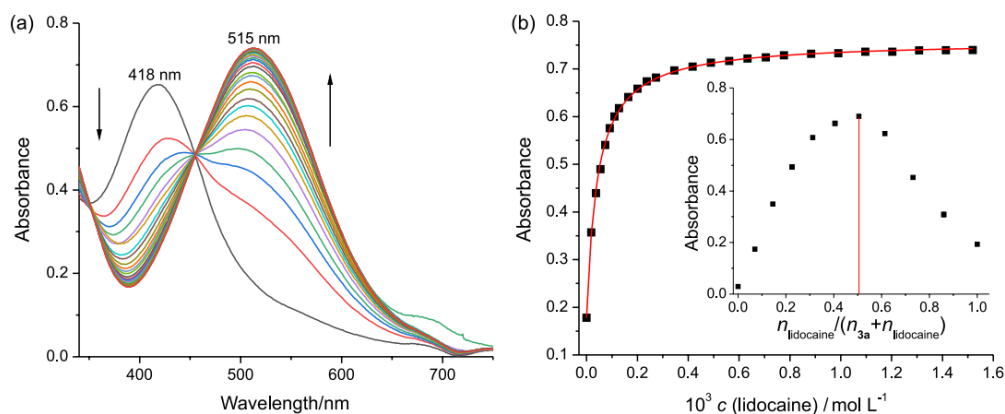 (a)
0.8
0.6
0.4
0.2
0.0
Absorbance
418 nm
515 nm
400
500
600
700
Wavelength/nm
(b)
0.8
0.7
0.6
0.5
0.4
0.3
0.2
0.1
Absorbance
0.0 0.2 0.4 0.6 0.8 1.0 1.2 1.4 1.6
10³ c (lidocaine) / mol L⁻¹
0.8
0.6
0.4
0.2
0.0
Absorbance
0.0 0.2 0.4 0.6 0.8 1.0
nlidocaine/(n3a+nlidocaine)